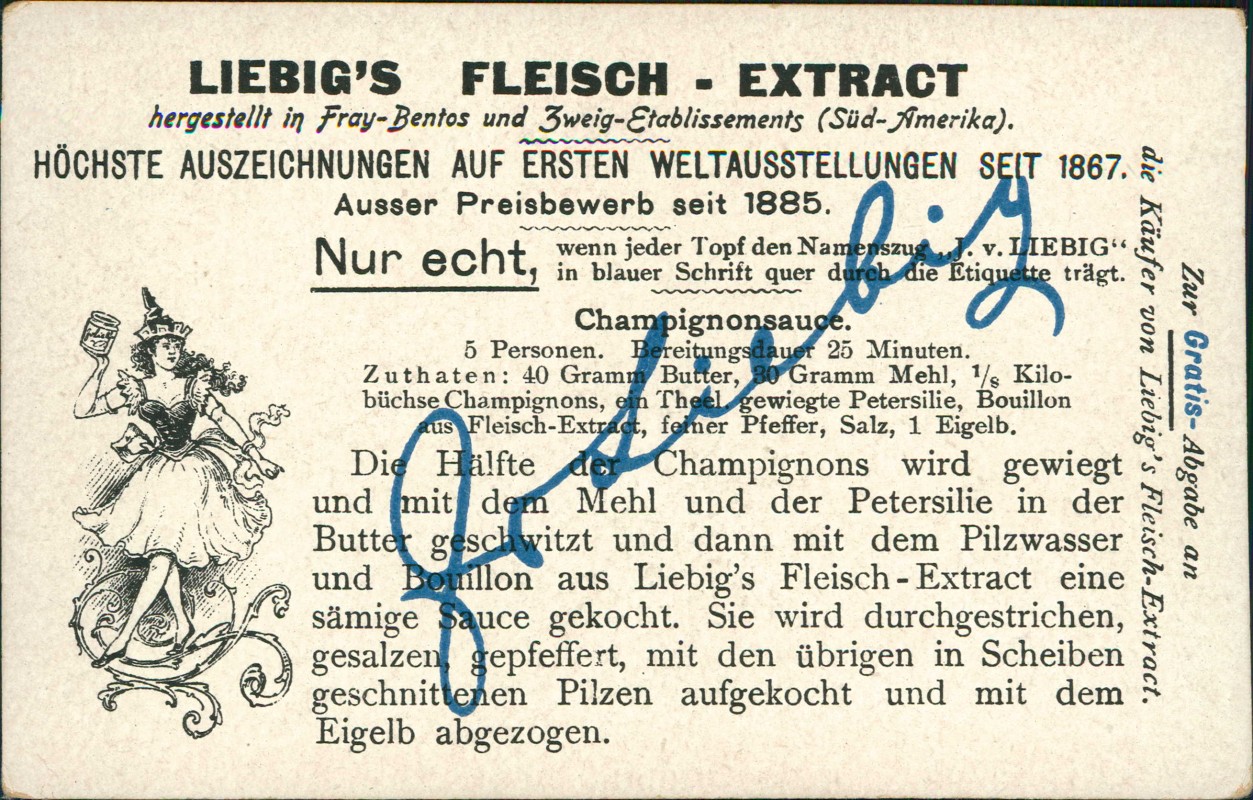 LIEBIG'S FLEISCH - EXTRACT
hergestellt in Fray-Bentos und Zweig-Etablissements (Süd-Amerika).
HÖCHSTE AUSZEICHNUNGEN AUF ERSTEN WELTAUSSTELLUNGEN SEIT 1867.
Ausser Preisbewerb seit 1885.
Nur echt,
wenn jeder Topf den Namenszug „J. v. LIEBIG“
in blauer Schrift quer durch die Etiquette trägt.
Champignonsauce.
5 Personen. Bereitungsdauer 25 Minuten.
Zuthaten: 40 Gramm Butter, 30 Gramm Mehl, 1/8 Kilo-
büchse Champignons, ein Theel. gewiegte Petersilie, Bouillon
aus Fleisch-Extract, feiner Pfeffer, Salz, 1 Eigelb.
Die Hälfte der Champignons wird gewiegt
und mit dem Mehl und der Petersilie in der
Butter geschwitzt und dann mit dem Pilzwasser
und Bouillon aus Liebig's Fleisch-Extract eine
sämige Sauce gekocht. Sie wird durchgestrichen,
gesalzen, gepfeffert, mit den übrigen in Scheiben
geschnittenen Pilzen aufgekocht und mit dem
Eigelb abgezogen.
J v Liebig
Zur Gratis-Abgabe an
die Käufer von Liebig's Fleisch-Extract.